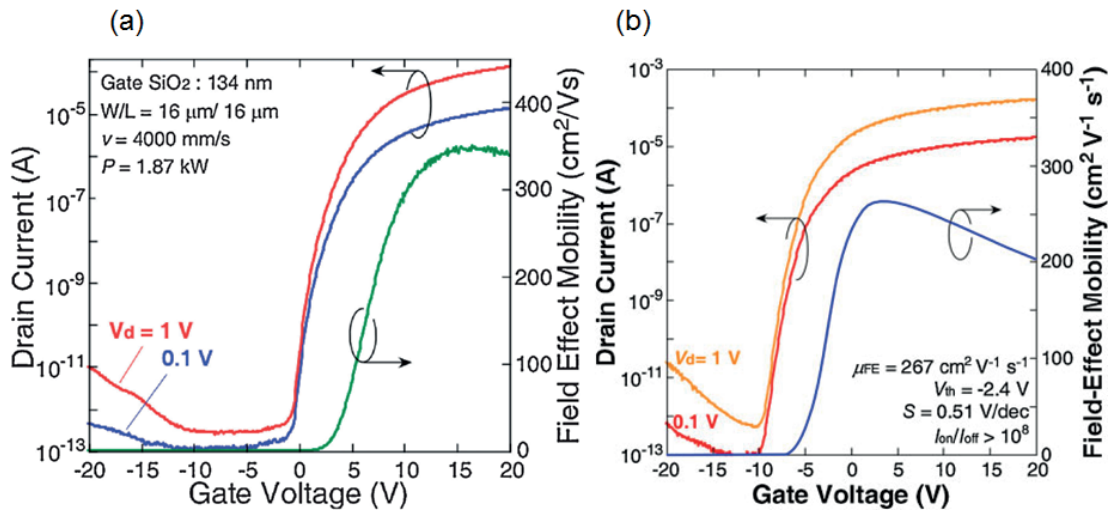 (a)
(b)
Gate SiO2 : 134 nm
W/L = 16 μm/ 16 μm
v = 4000 mm/s
P = 1.87 kW
Vd = 1 V
0.1 V
Drain Current (A)
10-5
10-7
10-9
10-11
10-13
Field Effect Mobility (cm2/Vs)
400
300
200
100
0
-20 -15 -10 -5 0 5 10 15 20
Gate Voltage (V)
Drain Current (A)
10-3
10-5
10-7
10-9
10-11
10-13
Vd= 1 V
0.1 V
μFE = 267 cm2 V-1 s-1
Vth = -2.4 V
S = 0.51 V/dec-
Ion/Ioff > 108
Field-Effect Mobility (cm2 V-1 s-1)
400
300
200
100
0
-20 -15 -10 -5 0 5 10 15 20
Gate Voltage (V)